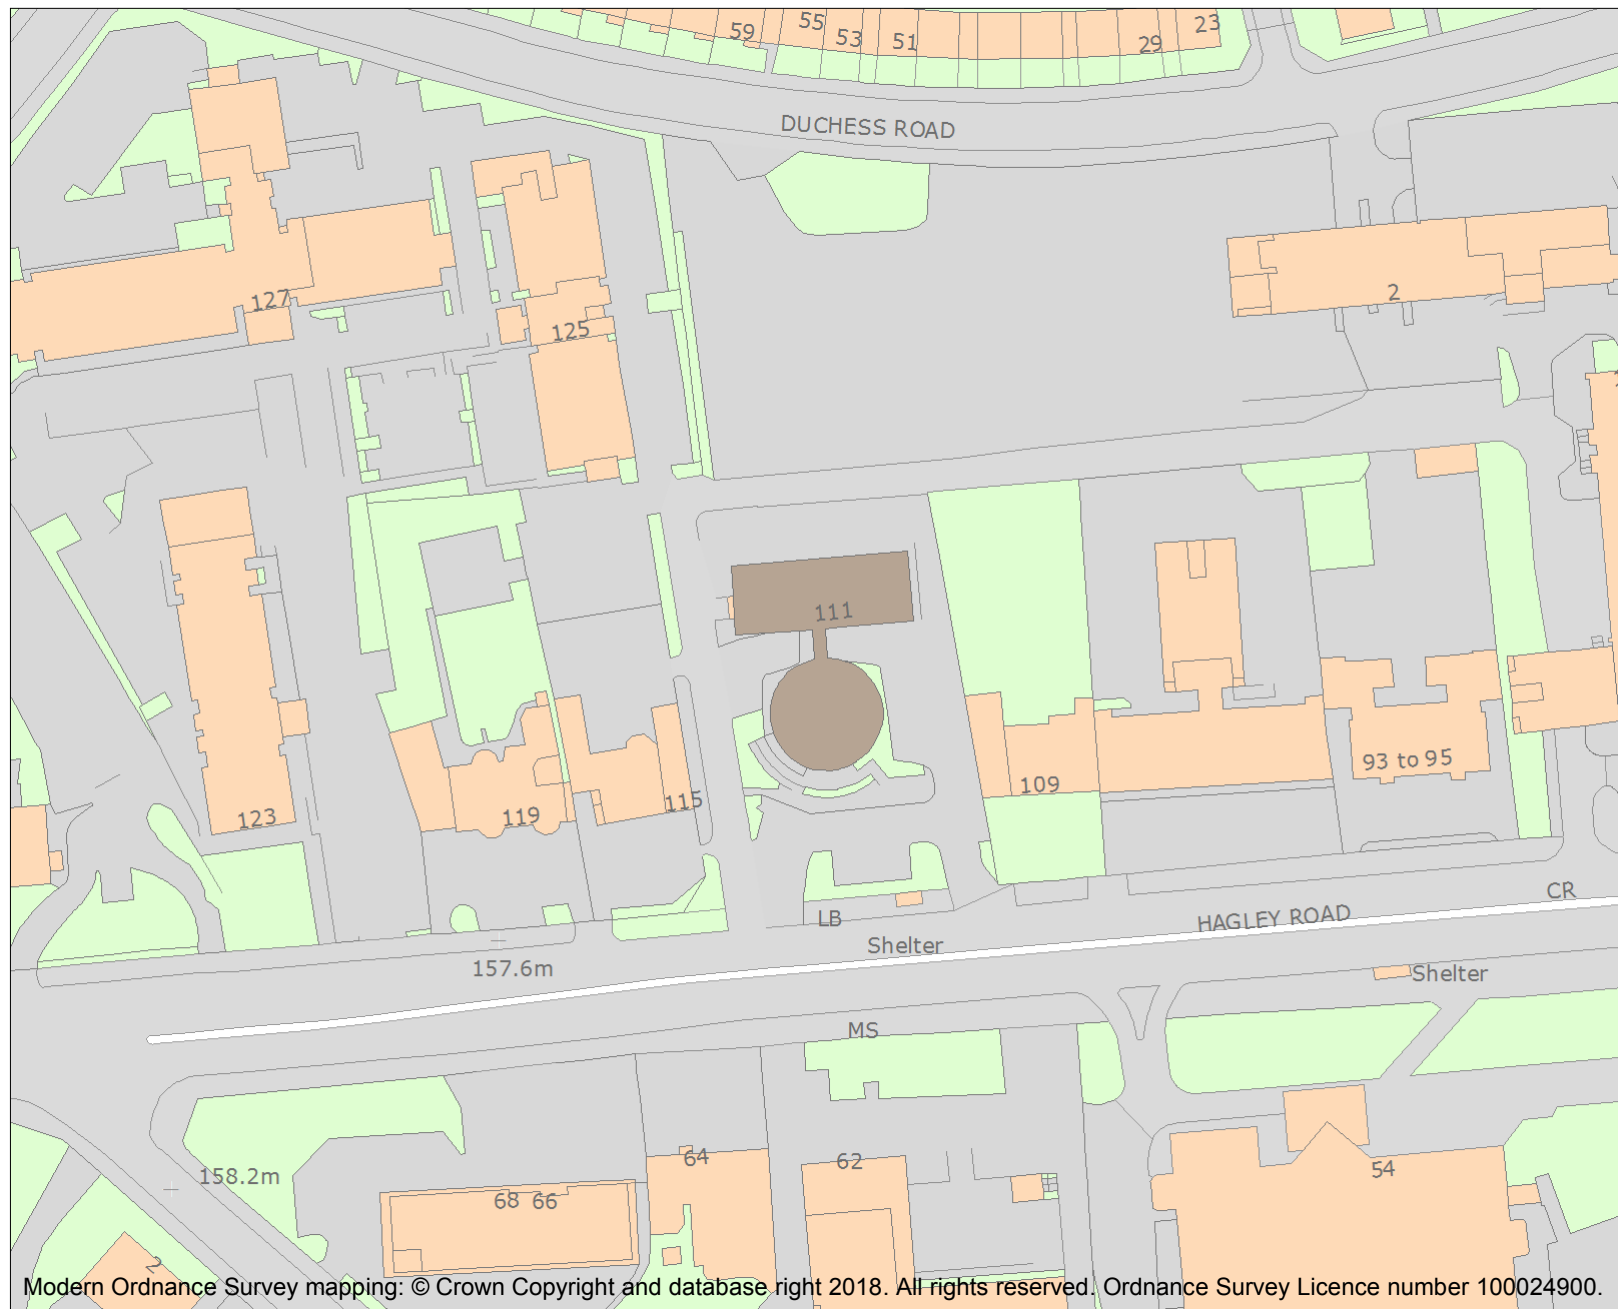 59
55
53
51
29
23
DUCHESS ROAD
127
125
2
111
123
119
115
109
93 to 95
LB
Shelter
HAGLEY ROAD
CR
157.6m
Shelter
MS
158.2m
68 66
64
62
54
2
Modern Ordnance Survey mapping: © Crown Copyright and database right 2018. All rights reserved. Ordnance Survey Licence number 100024900.